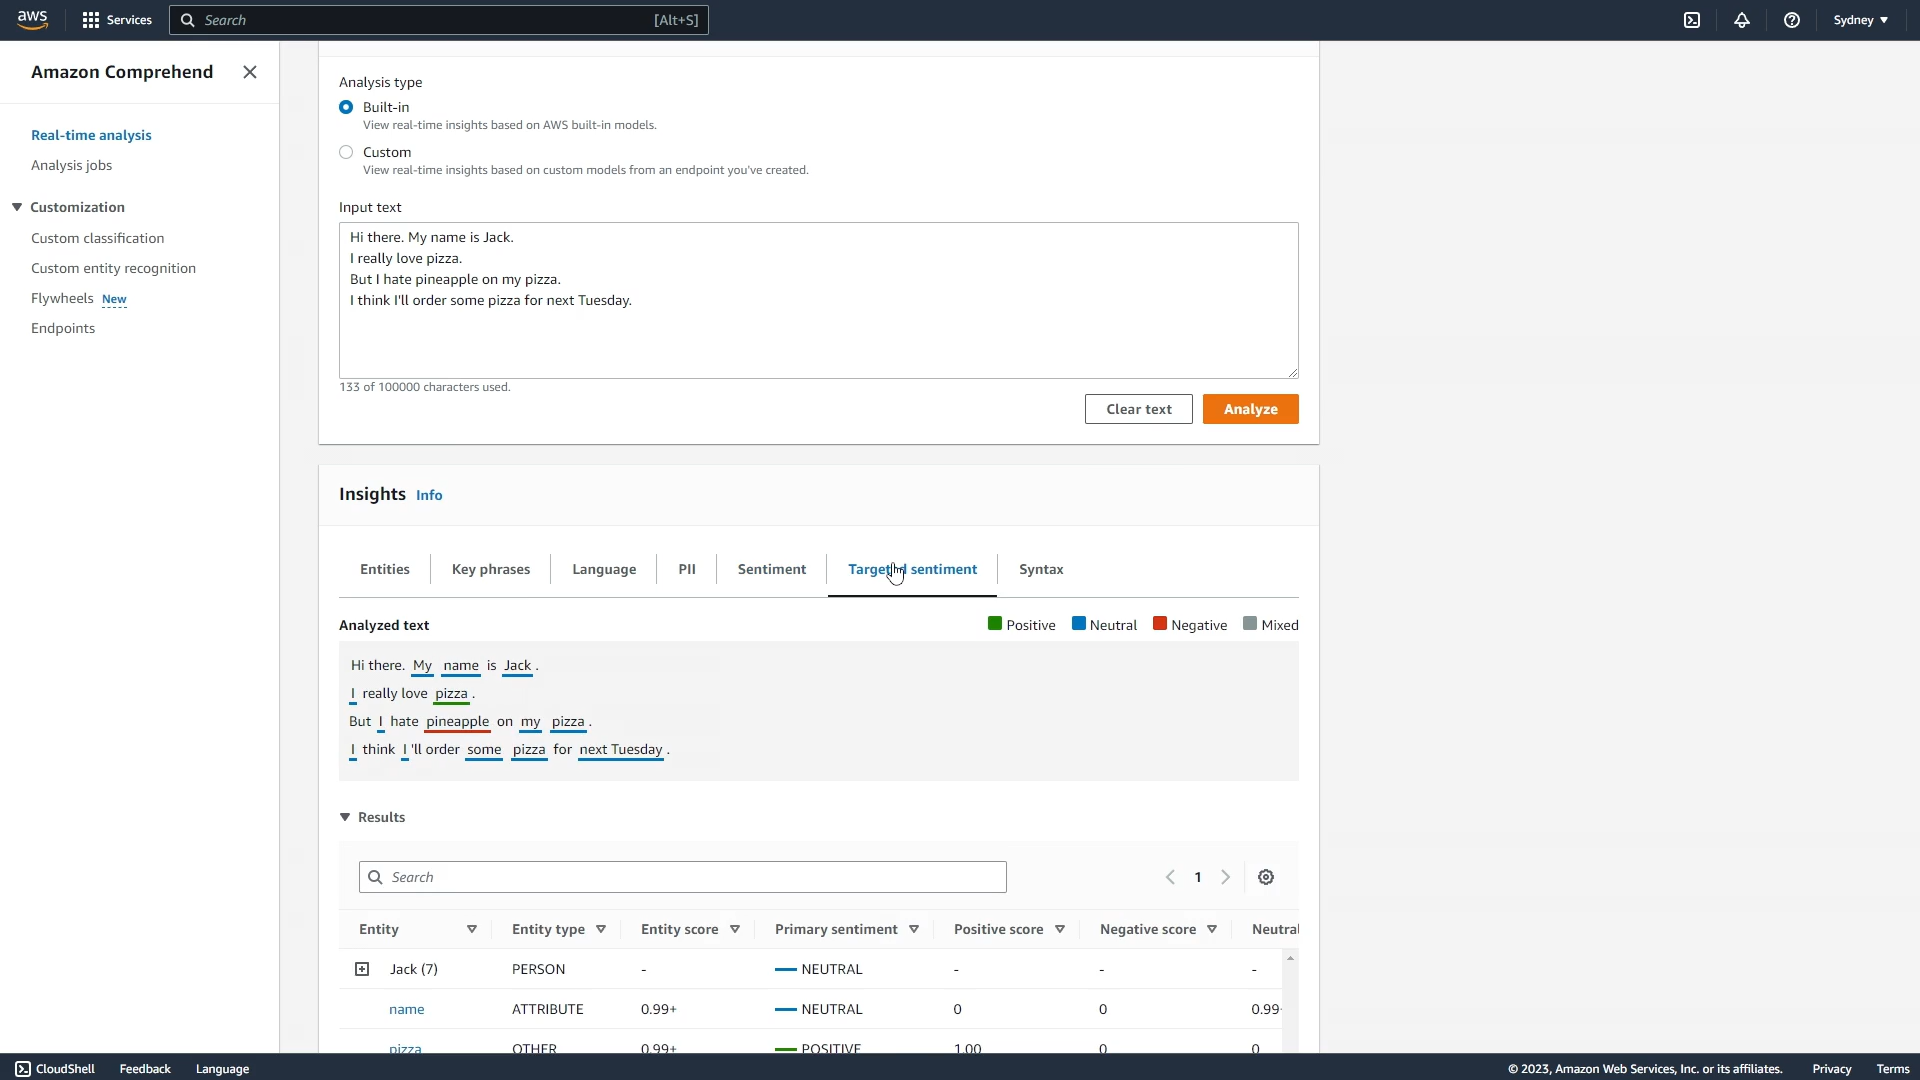 aws Services Search [Alt+S] Sydney
Amazon Comprehend
Real-time analysis
Analysis jobs
Customization
Custom classification
Custom entity recognition
Flywheels New
Endpoints
Analysis type
Built-in
View real-time insights based on AWS built-in models.
Custom
View real-time insights based on custom models from an endpoint you've created.
Input text
Hi there. My name is Jack.
I really love pizza.
But I hate pineapple on my pizza.
I think I'll order some pizza for next Tuesday.
133 of 100000 characters used.
Clear text Analyze
Insights Info
Entities Key phrases Language PII Sentiment Targeted sentiment Syntax
Analyzed text Positive Neutral Negative Mixed
Hi there. My name is Jack .
I really love pizza .
But I hate pineapple on my pizza .
I think I 'll order some pizza for next Tuesday .
Results
Search 1
Entity Entity type Entity score Primary sentiment Positive score Negative score Neutral
Jack (7) PERSON - NEUTRAL - - -
name ATTRIBUTE 0.99+ NEUTRAL 0 0 0.99
pizza OTHER 0.99+ POSITIVE 1.00 0 0
CloudShell Feedback Language © 2023, Amazon Web Services, Inc. or its affiliates. Privacy Terms